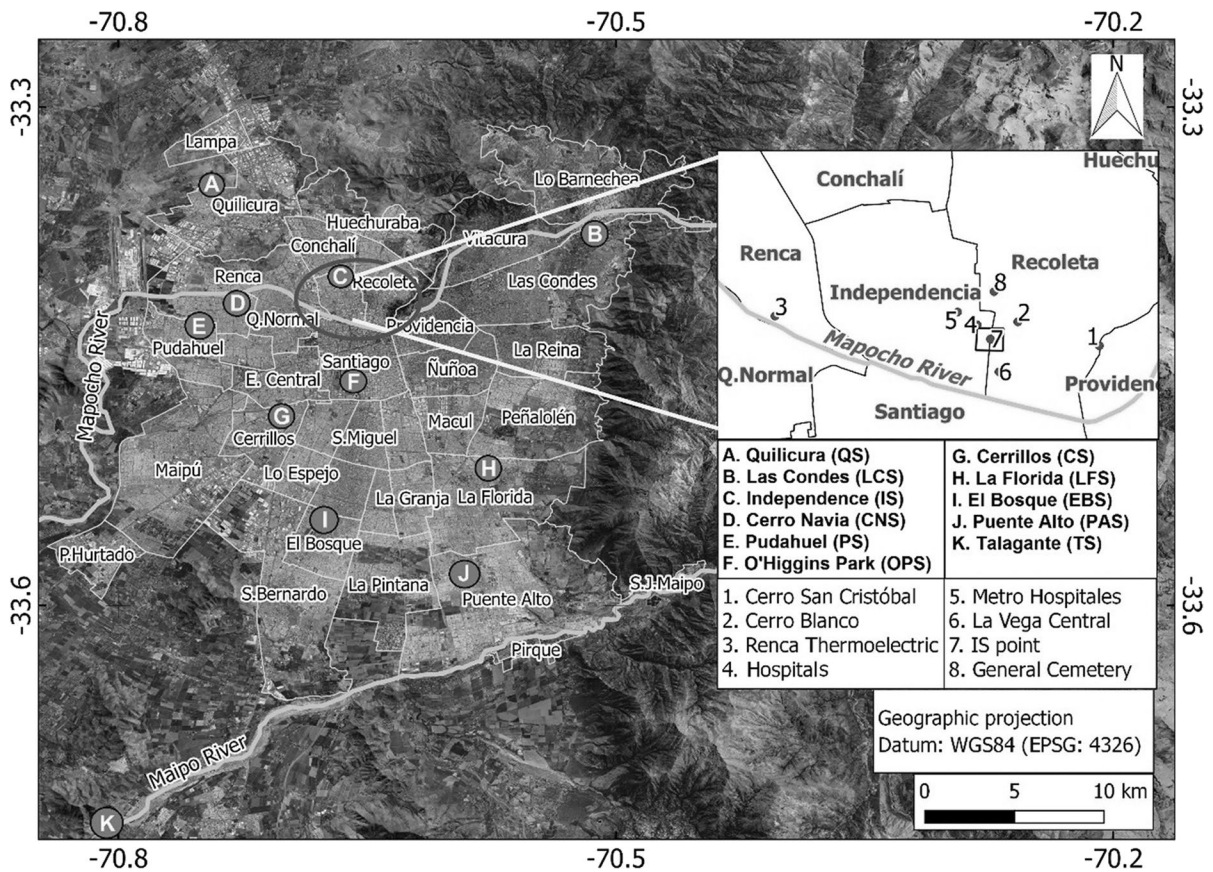 -70.8
-70.5
-70.2
-33.3
-33.3
N
Lampa
A
Quilicura
Lo Barnechea
Huechuraba
Conchalí
Vitacura
B
C
Recoleta
Las Condes
Renca
D
Q.Normal
E
Pudahuel
Providencia
La Reina
Santiago
Ñuñoa
E. Central
F
Mapocho River
G
Cerrillos
S.Miguel
Macul
Peñalolén
Maipú
Lo Espejo
H
La Granja
La Florida
I
El Bosque
P.Hurtado
J
La Pintana
S.Bernardo
Puente Alto
S.J.Maipo
Pirque
Maipo River
K
-33.6
-33.6
Huechu
Conchalí
Renca
Recoleta
8
Independencia
3
5
4
2
1
7
Mapocho River
6
Q.Normal
Santiago
Providen
A. Quilicura (QS)
B. Las Condes (LCS)
C. Independence (IS)
D. Cerro Navia (CNS)
E. Pudahuel (PS)
F. O'Higgins Park (OPS)
G. Cerrillos (CS)
H. La Florida (LFS)
I. El Bosque (EBS)
J. Puente Alto (PAS)
K. Talagante (TS)
1. Cerro San Cristóbal
2. Cerro Blanco
3. Renca Thermoelectric
4. Hospitals
5. Metro Hospitales
6. La Vega Central
7. IS point
8. General Cemetery
Geographic projection
Datum: WGS84 (EPSG: 4326)
0 5 10 km
-70.8
-70.5
-70.2